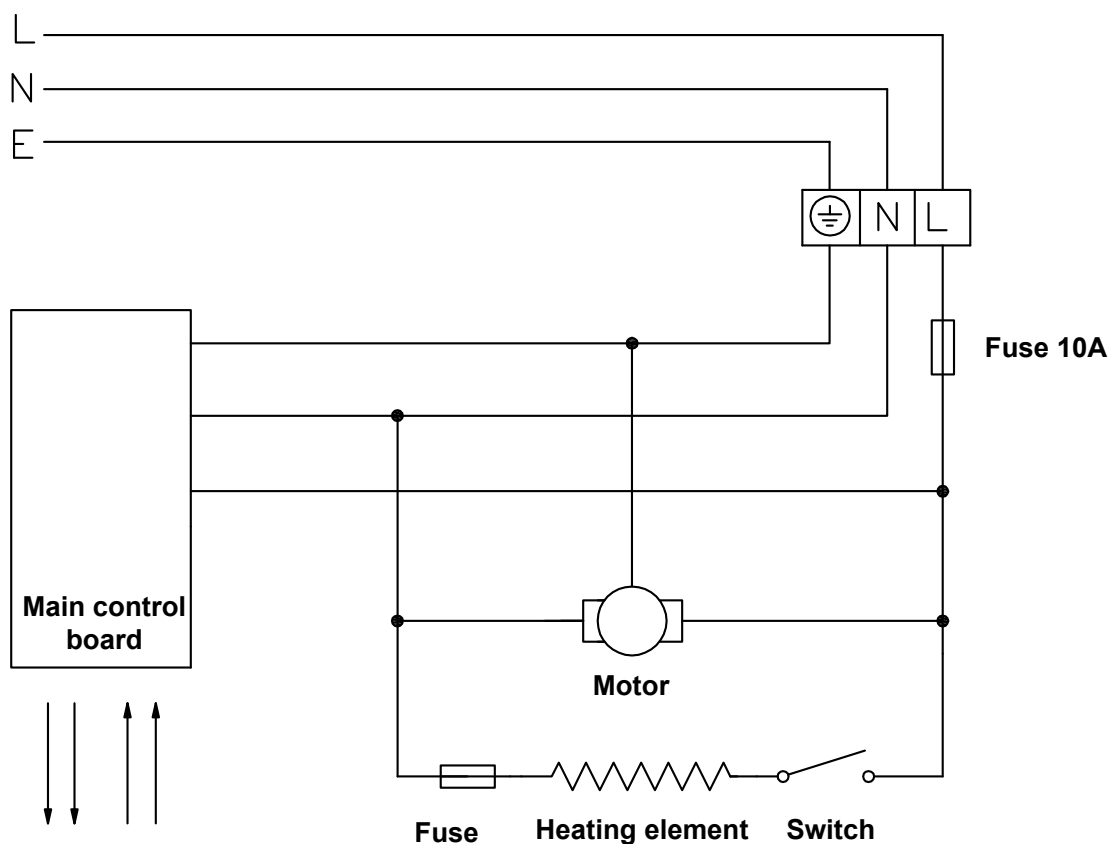 L
N
E
N L
Fuse 10A
Main control
board
Motor
Fuse
Heating element
Switch